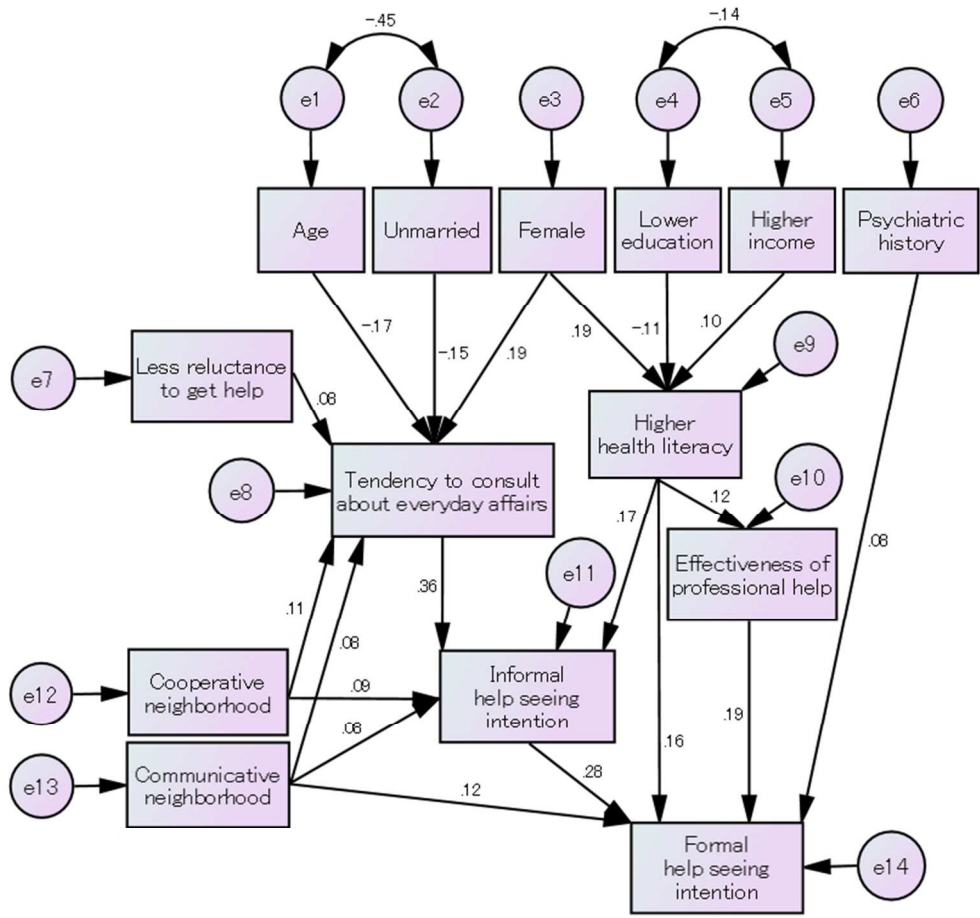 -.45
-.14
e1
e2
e3
e4
e5
e6
Age
Unmarried
Female
Lower
education
Higher
income
Psychiatric
history
-.17
-.15
.19
.19
-.11
.10
e9
e7
Less reluctance
to get help
.08
Higher
health literacy
e8
Tendency to consult
about everyday affairs
e10
.12
.17
.08
Effectiveness of
professional help
e11
.36
.11
.08
e12
Cooperative
neighborhood
.09
Informal
help seeing
intention
.08
.19
.16
e13
Communicative
neighborhood
.12
.28
Formal
help seeing
intention
e14